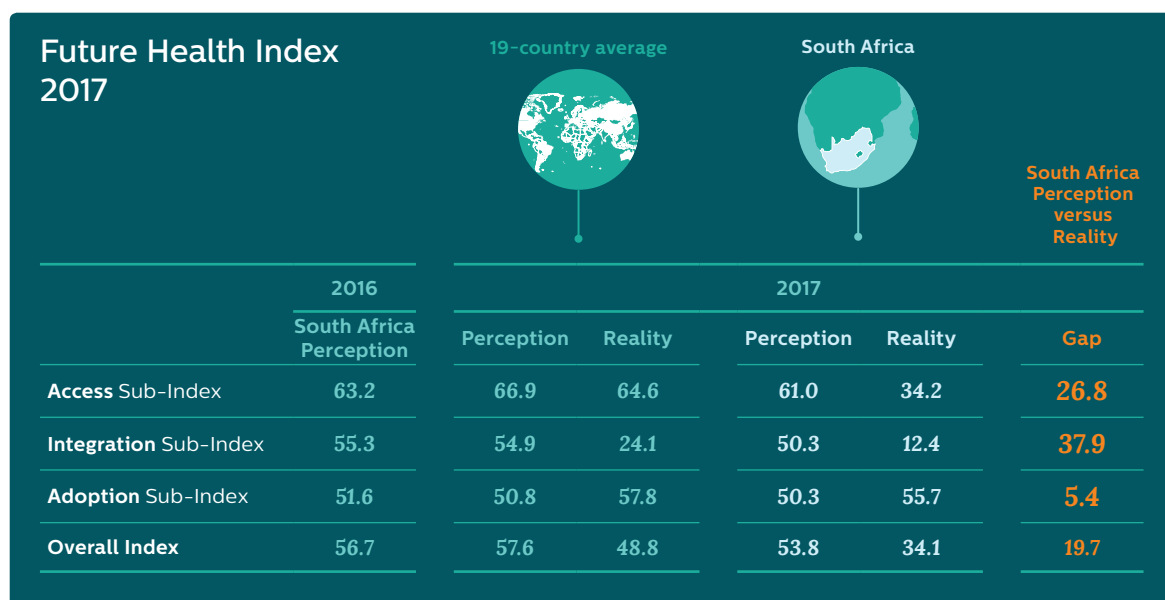 Future Health Index
2017
19-country average
South Africa
South Africa
Perception
versus
Reality
2016
2017
South Africa
Perception
Perception
Reality
Perception
Reality
Gap
Access Sub-Index 63.2 66.9 64.6 61.0 34.2 26.8
Integration Sub-Index 55.3 54.9 24.1 50.3 12.4 37.9
Adoption Sub-Index 51.6 50.8 57.8 50.3 55.7 5.4
Overall Index 56.7 57.6 48.8 53.8 34.1 19.7